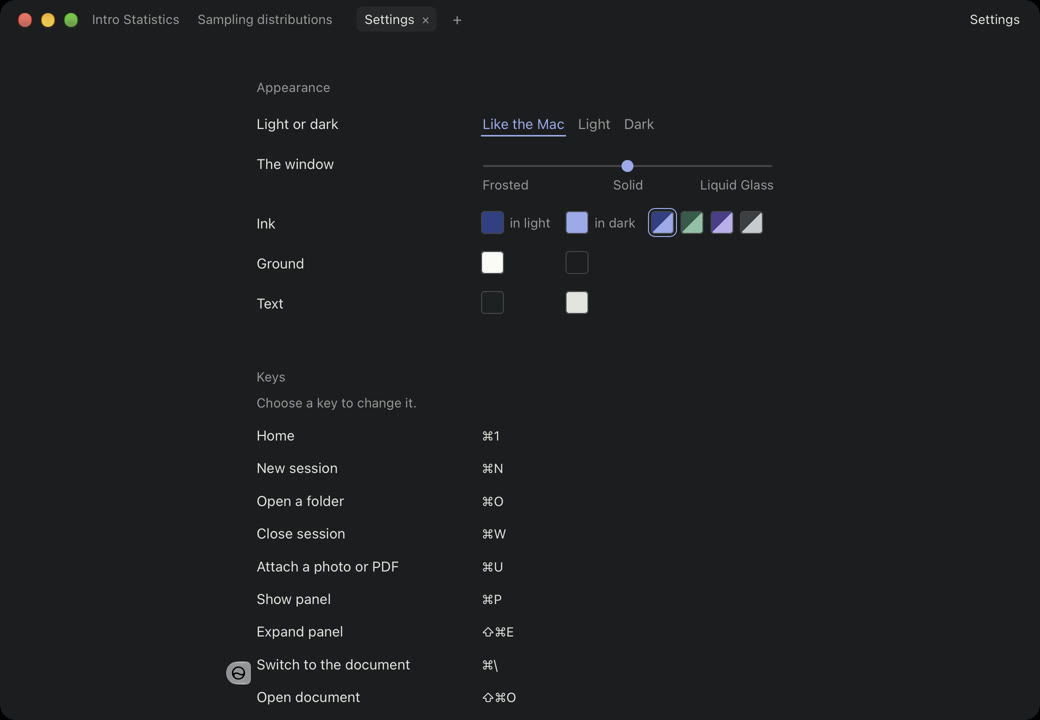 Intro Statistics Sampling distributions Settings × + Settings
Appearance
Light or dark Like the Mac Light Dark
The window
Frosted Solid Liquid Glass
Ink in light in dark
Ground
Text
Keys
Choose a key to change it.
Home ⌘1
New session ⌘N
Open a folder ⌘O
Close session ⌘W
Attach a photo or PDF ⌘U
Show panel ⌘P
Expand panel ⇧⌘E
Switch to the document ⌘\
Open document ⇧⌘O